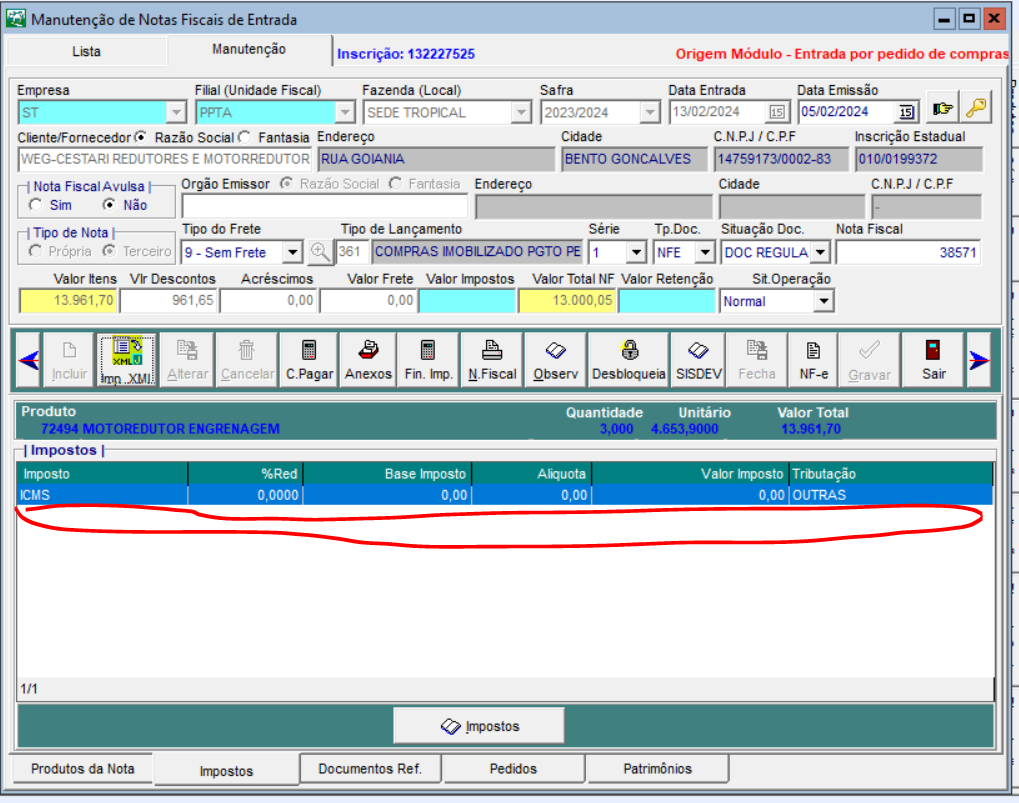 Manutenção de Notas Fiscais de Entrada
Lista Manutenção Inscrição: 132227525 Origem Módulo - Entrada por pedido de compras
Empresa Filial (Unidade Fiscal) Fazenda (Local) Safra Data Entrada Data Emissão
ST PPTA SEDE TROPICAL 2023/2024 13/02/2024 15 05/02/2024 15
Cliente/Fornecedor Razão Social Fantasia Endereço Cidade C.N.P.J / C.P.F Inscrição Estadual
WEG-CESTARI REDUTORES E MOTORREDUTOR RUA GOIANIA BENTO GONCALVES 14759173/0002-83 010/0199372
| Nota Fiscal Avulsa | Orgão Emissor Razão Social Fantasia Endereço Cidade C.N.P.J / C.P.F
Sim Não -
| Tipo de Nota | Tipo do Frete Tipo de Lançamento Série Tp.Doc. Situação Doc. Nota Fiscal
Própria Terceiro 9 - Sem Frete 361 COMPRAS IMOBILIZADO PGTO PE 1 NFE DOC REGULA 38571
Valor Itens Vlr Descontos Acréscimos Valor Frete Valor Impostos Valor Total NF Valor Retenção Sit.Operação
13.961,70 961,65 0,00 0,00 13.000,05 Normal
XML
Incluir Imp..XML Alterar Cancelar C.Pagar Anexos Fin. Imp. N.Fiscal Observ Desbloqueia SISDEV Fecha NF-e Gravar Sair
Produto Quantidade Unitário Valor Total
72494 MOTOREDUTOR ENGRENAGEM 3,000 4.653,9000 13.961,70
| Impostos |
Imposto %Red Base Imposto Aliquota Valor Imposto Tributação
ICMS 0,0000 0,00 0,00 0,00 OUTRAS
1/1
Impostos
Produtos da Nota Impostos Documentos Ref. Pedidos Patrimônios